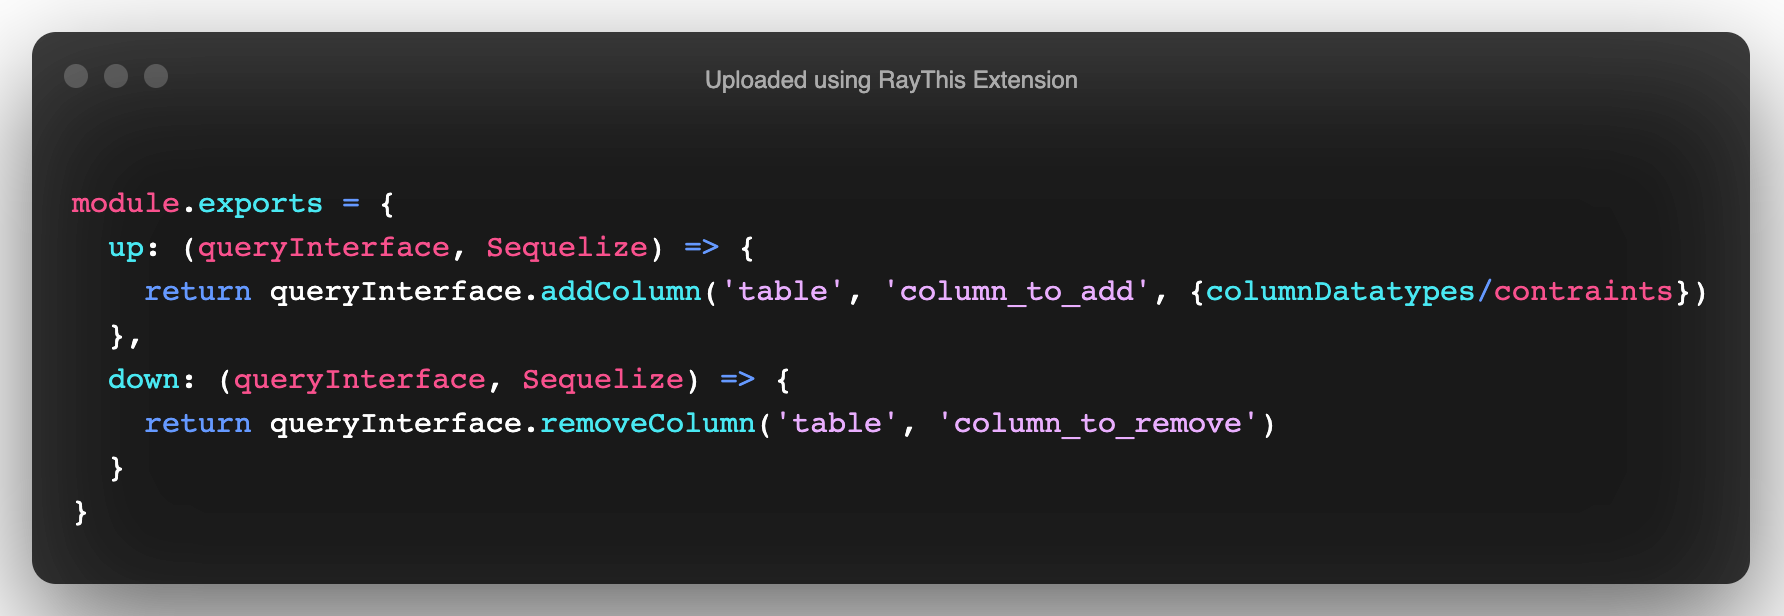 Uploaded using RayThis Extension
module.exports = {
  up: (queryInterface, Sequelize) => {
    return queryInterface.addColumn('table', 'column_to_add', {columnDatatypes/contraints})
  },
  down: (queryInterface, Sequelize) => {
    return queryInterface.removeColumn('table', 'column_to_remove')
  }
}